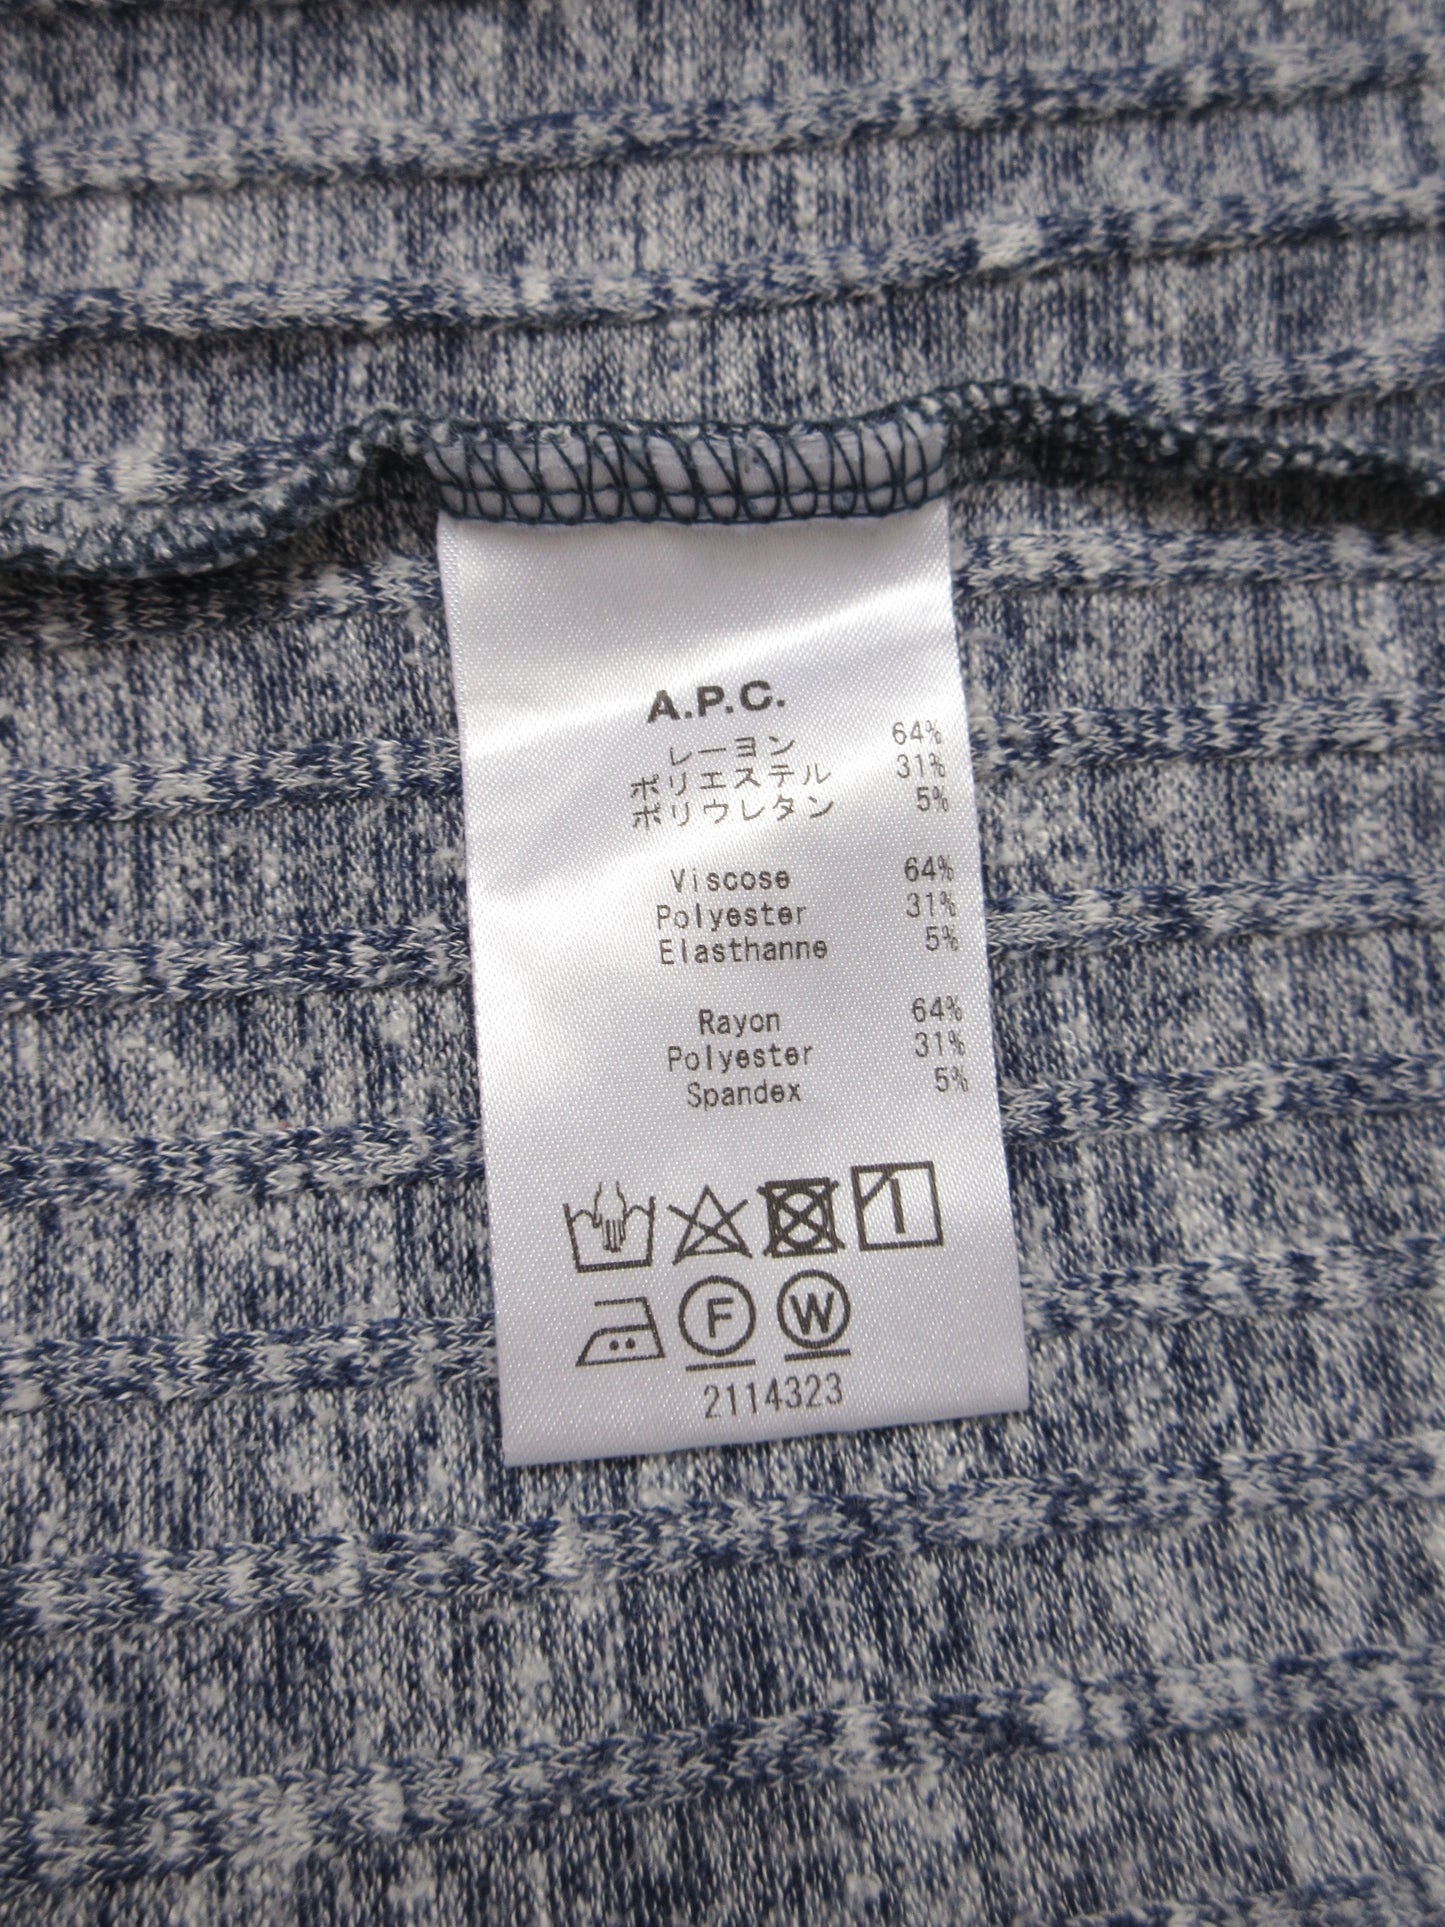 A.P.C.
レーヨン 64%
ポリエステル 31%
ポリウレタン 5%
Viscose 64%
Polyester 31%
Elasthanne 5%
Rayon 64%
Polyester 31%
Spandex 5%
F W
2114323